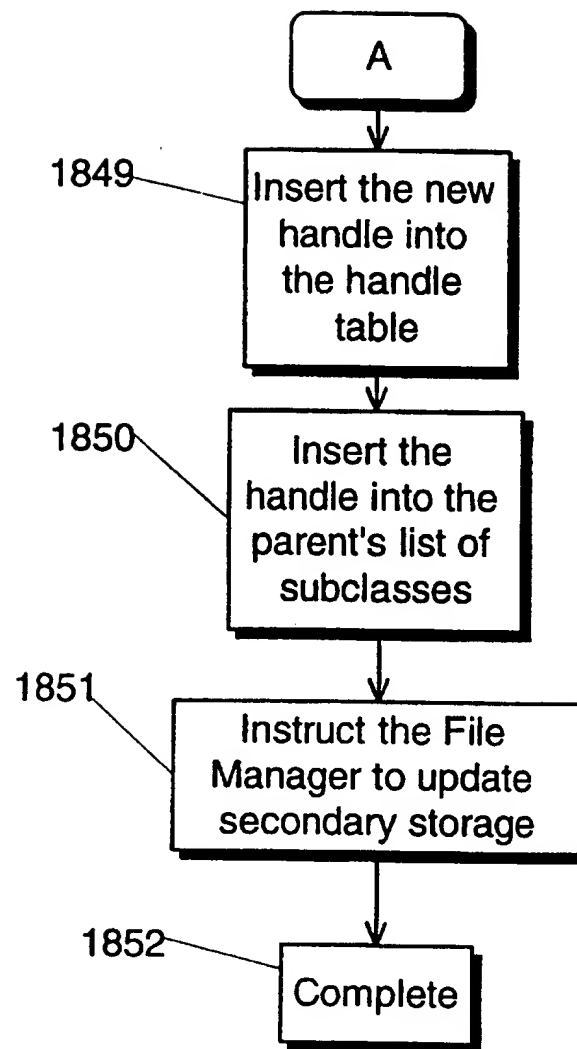 A
1849
Insert the new
handle into
the handle
table
1850
Insert the
handle into the
parent's list of
subclasses
1851
Instruct the File
Manager to update
secondary storage
1852
Complete